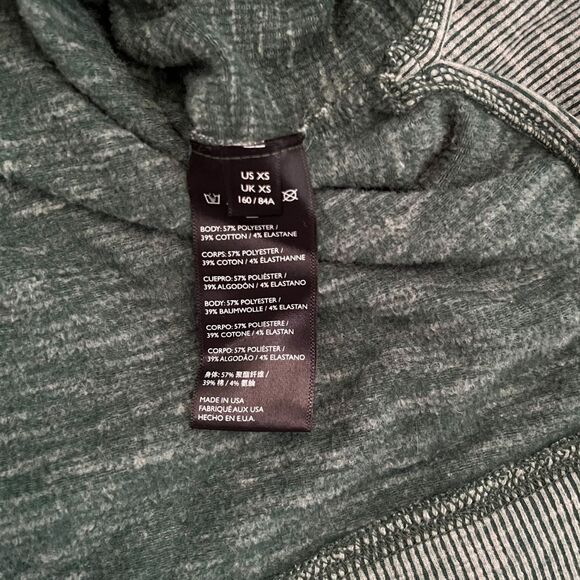 US XS
UK XS
160 / 84A
BODY: 57% POLYESTER /
39% COTTON / 4% ELASTANE
CORPS: 57% POLYESTER /
39% COTON / 4% ELASTHANNE
CUERPO: 57% POLIÉSTER /
39% ALGODÓN / 4% ELASTANO
BODY: 57% POLYESTER /
39% BAUMWOLLE / 4% ELASTAN
CORPO: 57% POLIESTERE /
39% COTONE / 4% ELASTAN
CORPO: 57% POLIÉSTER /
39% ALGODÃO / 4% ELASTANO
身体: 57% 聚酯纤维 /
39% 棉 / 4% 氨纶
MADE IN USA
FABRIQUÉ AUX USA
HECHO EN E.U.A.